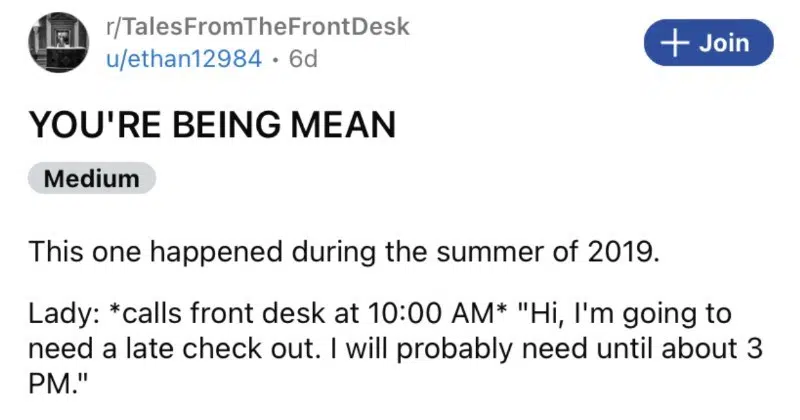 r/TalesFromTheFrontDesk
u/ethan12984 • 6d
+ Join
YOU'RE BEING MEAN
Medium
This one happened during the summer of 2019.
Lady: *calls front desk at 10:00 AM* "Hi, I'm going to
need a late check out. I will probably need until about 3
PM."